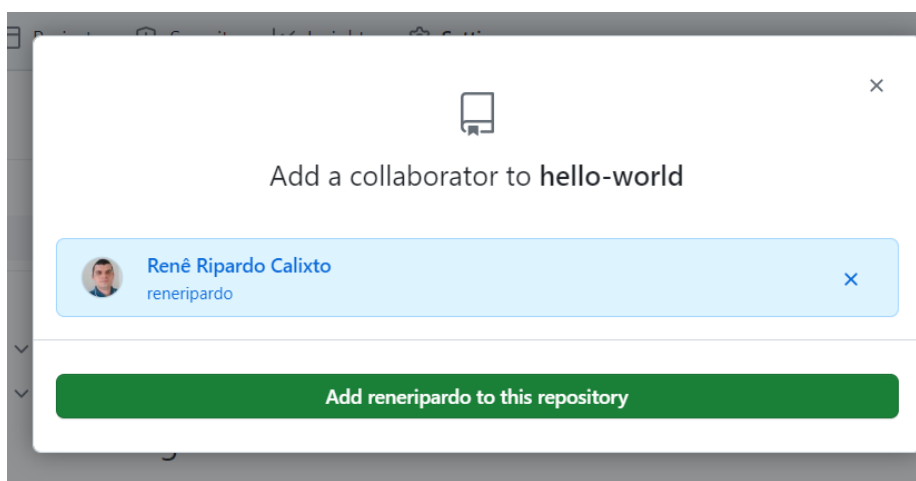 Add a collaborator to hello-world
Renê Ripardo Calixto
reneripardo
Add reneripardo to this repository